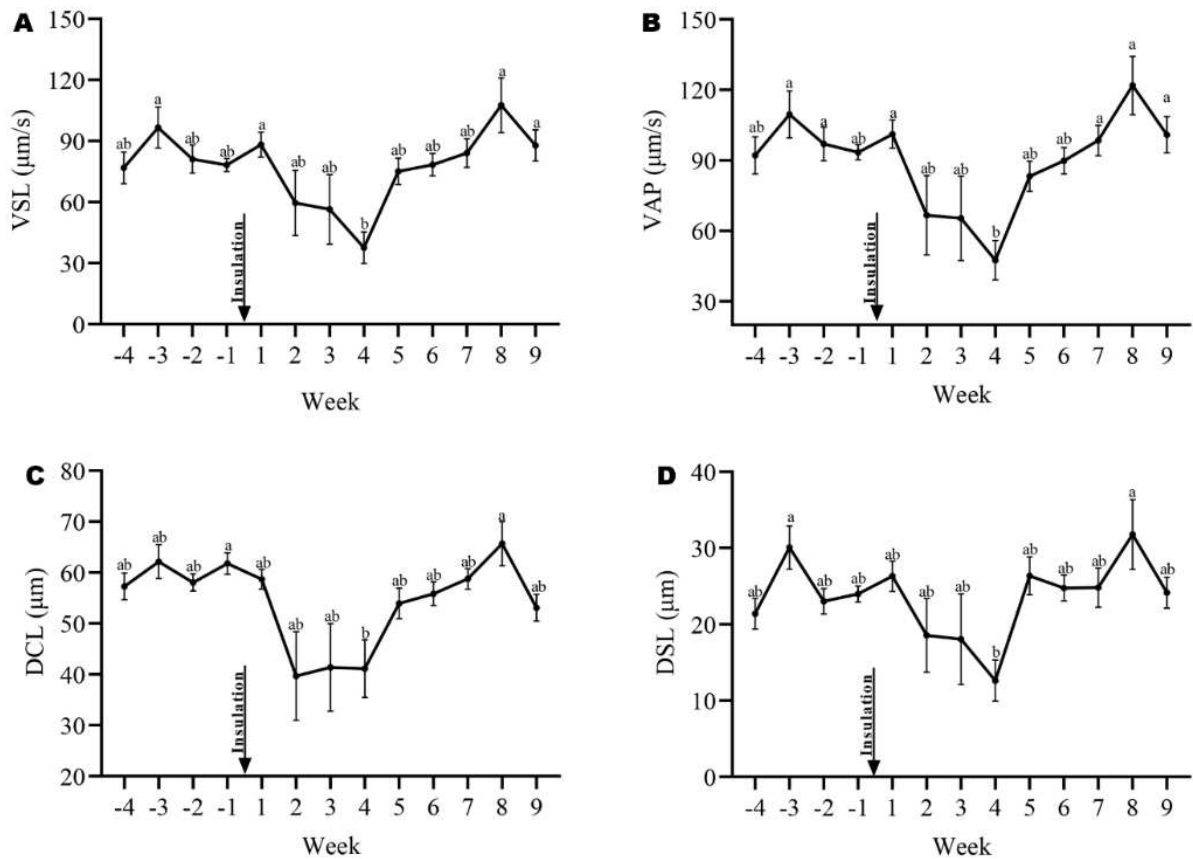 A
VSL (µm/s)
150
120
90
60
30
0
ab
a
ab
ab
a
ab
ab
b
ab
ab
ab
a
a
Insulation
-4 -3 -2 -1 1 2 3 4 5 6 7 8 9
Week
B
VAP (µm/s)
150
120
90
60
30
ab
a
a
ab
a
ab
ab
b
ab
ab
a
a
a
Insulation
-4 -3 -2 -1 1 2 3 4 5 6 7 8 9
Week
C
DCL (µm)
80
70
60
50
40
30
20
ab
ab
ab
a
ab
ab
ab
b
ab
ab
ab
a
ab
Insulation
-4 -3 -2 -1 1 2 3 4 5 6 7 8 9
Week
D
DSL (µm)
40
30
20
10
0
ab
a
ab
ab
ab
ab
ab
b
ab
ab
ab
a
ab
Insulation
-4 -3 -2 -1 1 2 3 4 5 6 7 8 9
Week